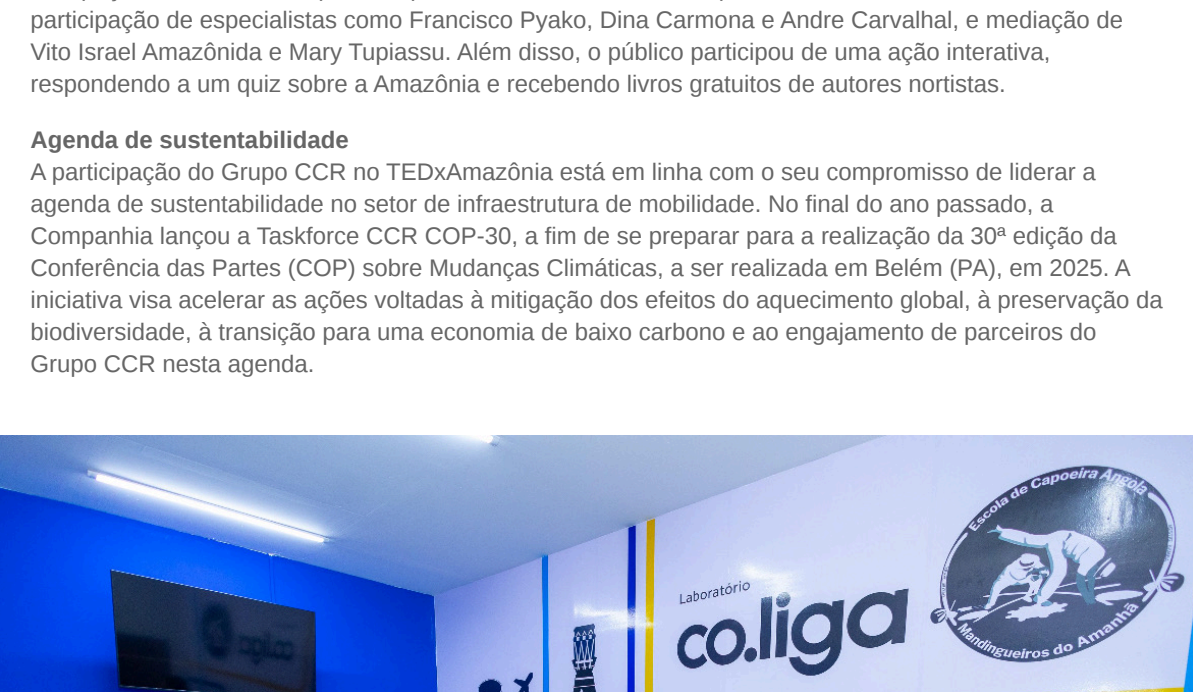 participação de especialistas como Francisco Pyako, Dina Carmona e Andre Carvalhal, e mediação de
Vito Israel Amazônida e Mary Tupiassu. Além disso, o público participou de uma ação interativa,
respondendo a um quiz sobre a Amazônia e recebendo livros gratuitos de autores nortistas.
Agenda de sustentabilidade
A participação do Grupo CCR no TEDxAmazônia está em linha com o seu compromisso de liderar a
agenda de sustentabilidade no setor de infraestrutura de mobilidade. No final do ano passado, a
Companhia lançou a Taskforce CCR COP-30, a fim de se preparar para a realização da 30ª edição da
Conferência das Partes (COP) sobre Mudanças Climáticas, a ser realizada em Belém (PA), em 2025. A
iniciativa visa acelerar as ações voltadas à mitigação dos efeitos do aquecimento global, à preservação da
biodiversidade, à transição para uma economia de baixo carbono e ao engajamento de parceiros do
Grupo CCR nesta agenda.
Escola de Capoeira Angola
Laboratório
co.liga
Mandingueiros do Amanhã